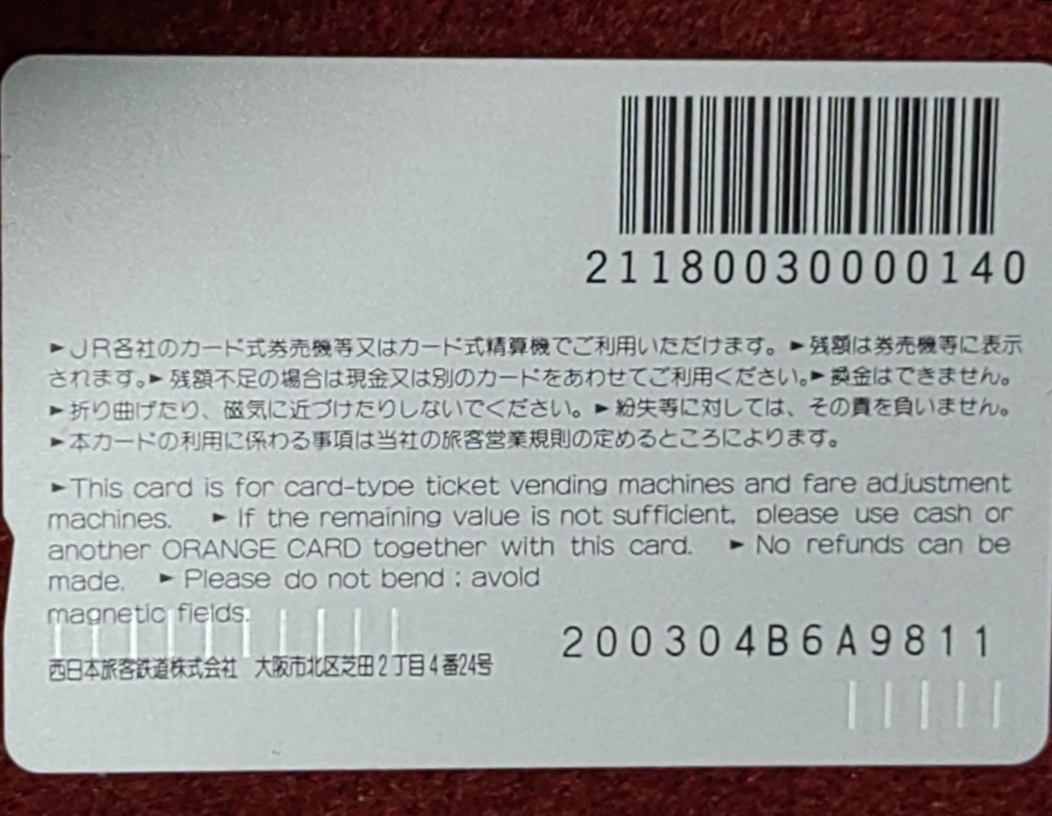 21180030000140
►JR各社のカード式券売機等又はカード式精算機でご利用いただけます。►残額は券売機等に表示
されます。►残額不足の場合は現金又は別のカードをあわせてご利用ください。►換金はできません。
►折り曲げたり、磁気に近づけたりしないでください。►紛失等に対しては、その責を負いません。
►本カードの利用に係わる事項は当社の旅客営業規則の定めるところによります。
►This card is for card-type ticket vending machines and fare adjustment
machines. ►If the remaining value is not sufficient, please use cash or
another ORANGE CARD together with this card. ►No refunds can be
made. ►Please do not bend : avoid
magnetic fields.
200304B6A9811
西日本旅客鉄道株式会社 大阪市北区芝田2丁目4番24号